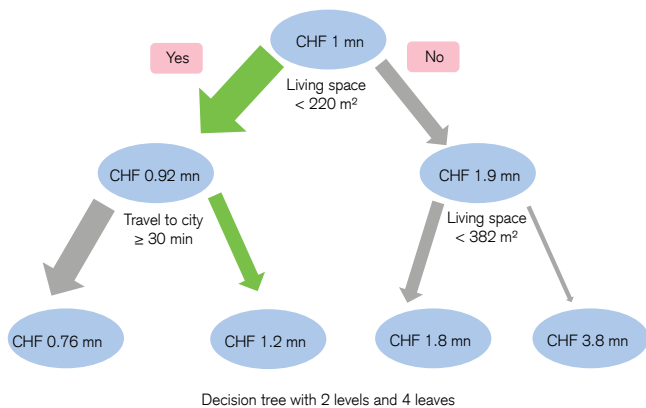 CHF 1 mn
Yes
No
Living space
< 220 m²
CHF 0.92 mn
CHF 1.9 mn
Travel to city
≥ 30 min
Living space
< 382 m²
CHF 0.76 mn
CHF 1.2 mn
CHF 1.8 mn
CHF 3.8 mn
Decision tree with 2 levels and 4 leaves